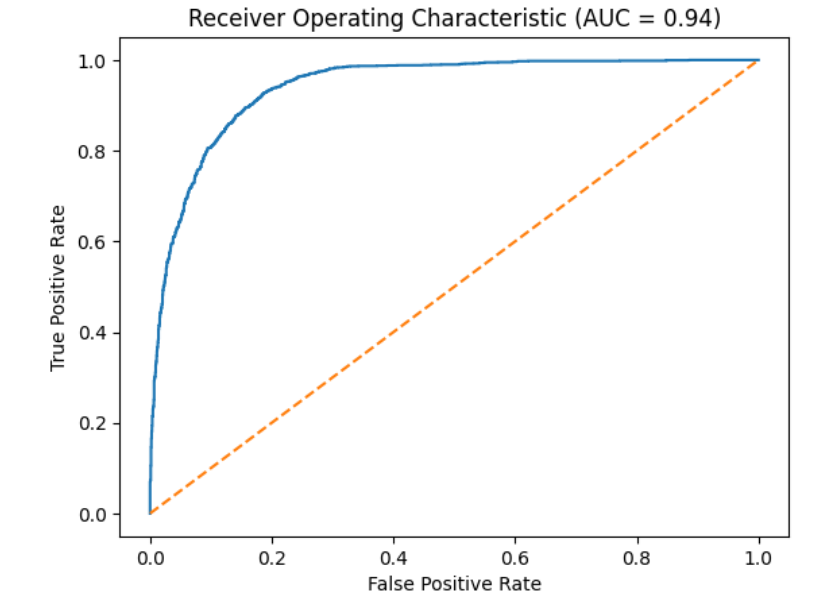 Receiver Operating Characteristic (AUC = 0.94)
True Positive Rate
1.0
0.8
0.6
0.4
0.2
0.0
0.0 0.2 0.4 0.6 0.8 1.0
False Positive Rate